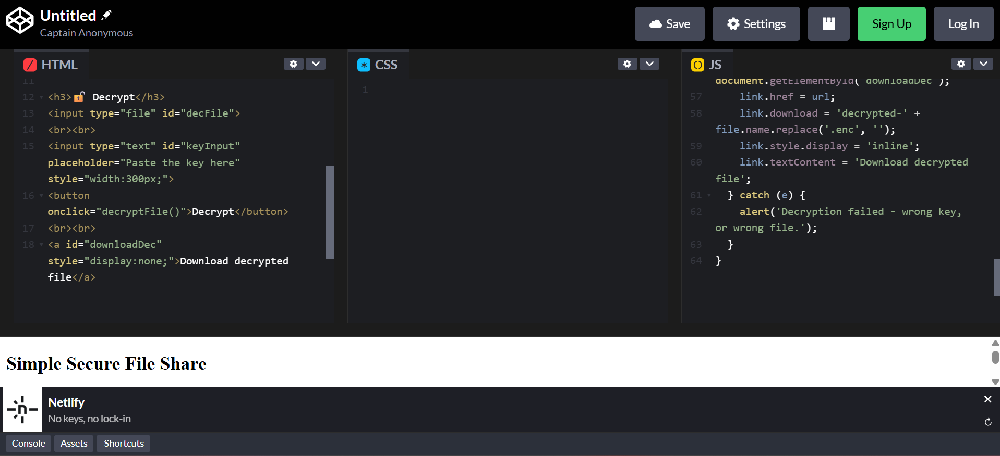 Untitled
Captain Anonymous
Save
Settings
Sign Up
Log In
HTML
11
12 <h3>🔓 Decrypt</h3>
13 <input type="file" id="decFile">
14 <br><br>
15 <input type="text" id="keyInput"
placeholder="Paste the key here"
style="width:300px;">
16 <button
onclick="decryptFile()">Decrypt</button>
17 <br><br>
18 <a id="downloadDec"
style="display:none;">Download decrypted
file</a>
CSS
1
JS
document.getElementById('downloadDec');
57 link.href = url;
58 link.download = 'decrypted-' +
file.name.replace('.enc', '');
59 link.style.display = 'inline';
60 link.textContent = 'Download decrypted
file';
61 } catch (e) {
62 alert('Decryption failed - wrong key,
or wrong file.');
63 }
64 }
Simple Secure File Share
n
Netlify
No keys, no lock-in
Console
Assets
Shortcuts